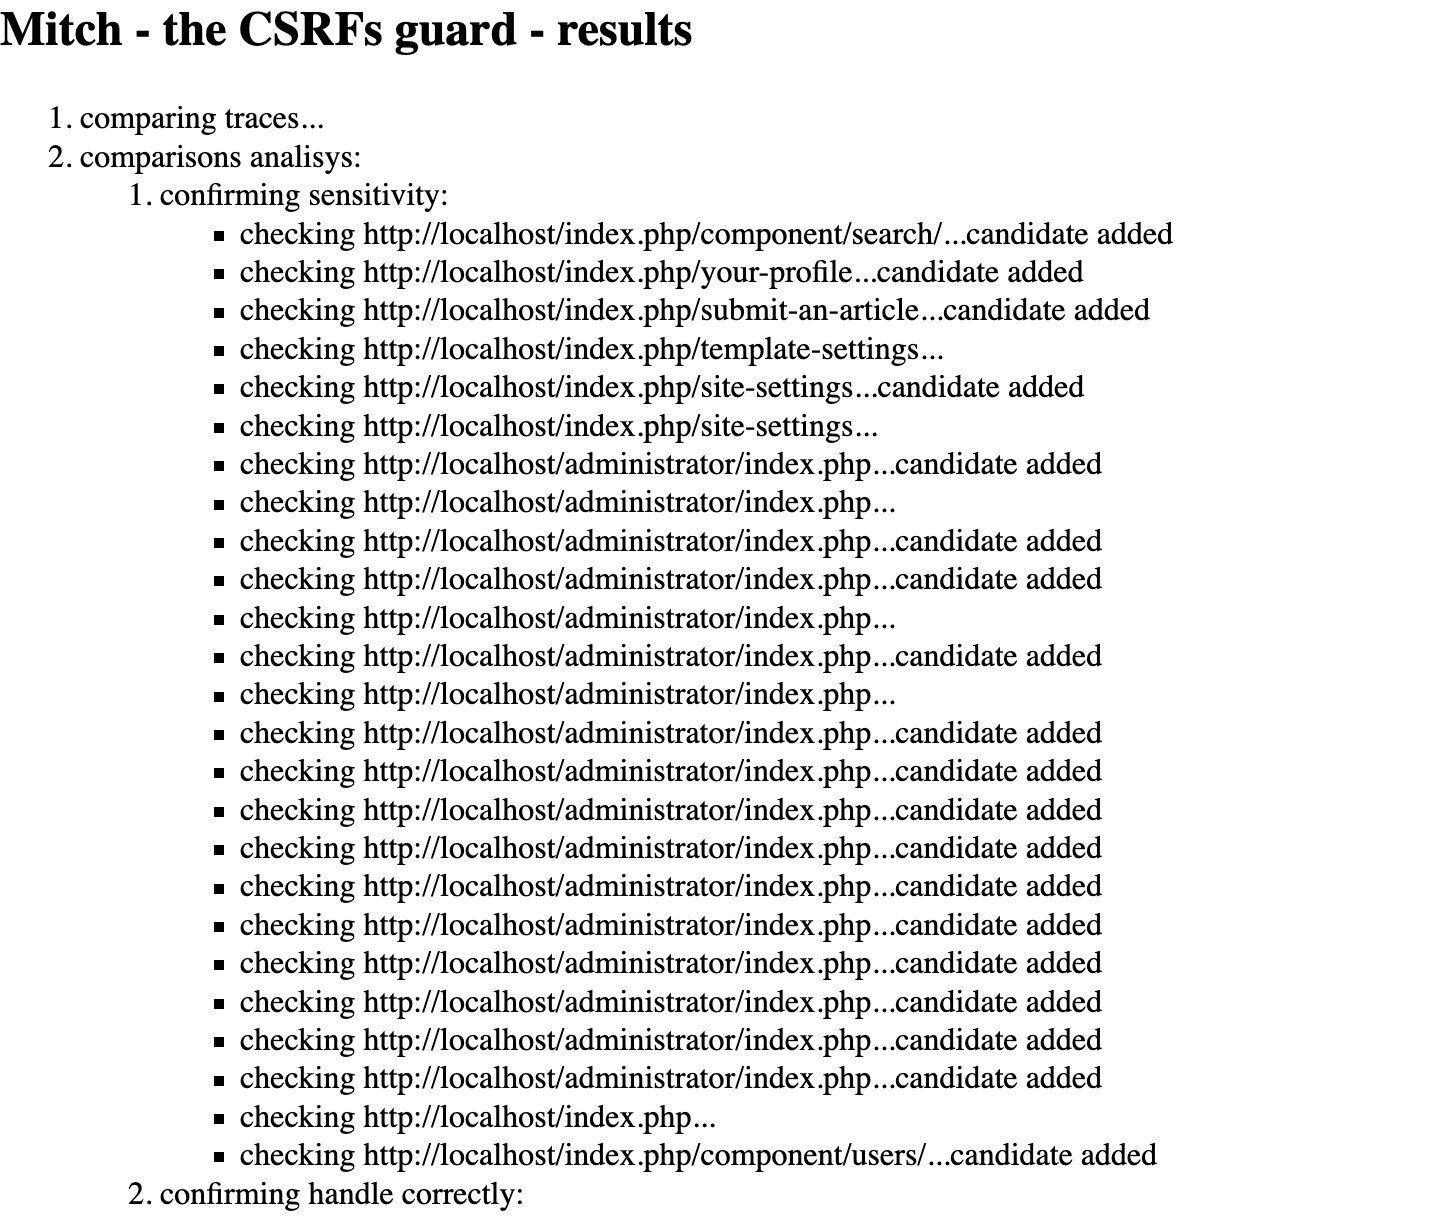 Mitch - the CSRFs guard - results
1. comparing traces...
2. comparisons analisys:
1. confirming sensitivity:
▪ checking http://localhost/index.php/component/search/...candidate added
▪ checking http://localhost/index.php/your-profile...candidate added
▪ checking http://localhost/index.php/submit-an-article...candidate added
▪ checking http://localhost/index.php/template-settings...
▪ checking http://localhost/index.php/site-settings...candidate added
▪ checking http://localhost/index.php/site-settings...
▪ checking http://localhost/administrator/index.php...candidate added
▪ checking http://localhost/administrator/index.php...
▪ checking http://localhost/administrator/index.php...candidate added
▪ checking http://localhost/administrator/index.php...candidate added
▪ checking http://localhost/administrator/index.php...
▪ checking http://localhost/administrator/index.php...candidate added
▪ checking http://localhost/administrator/index.php...
▪ checking http://localhost/administrator/index.php...candidate added
▪ checking http://localhost/administrator/index.php...candidate added
▪ checking http://localhost/administrator/index.php...candidate added
▪ checking http://localhost/administrator/index.php...candidate added
▪ checking http://localhost/administrator/index.php...candidate added
▪ checking http://localhost/administrator/index.php...candidate added
▪ checking http://localhost/administrator/index.php...candidate added
▪ checking http://localhost/administrator/index.php...candidate added
▪ checking http://localhost/administrator/index.php...candidate added
▪ checking http://localhost/administrator/index.php...candidate added
▪ checking http://localhost/index.php...
▪ checking http://localhost/index.php/component/users/...candidate added
2. confirming handle correctly: